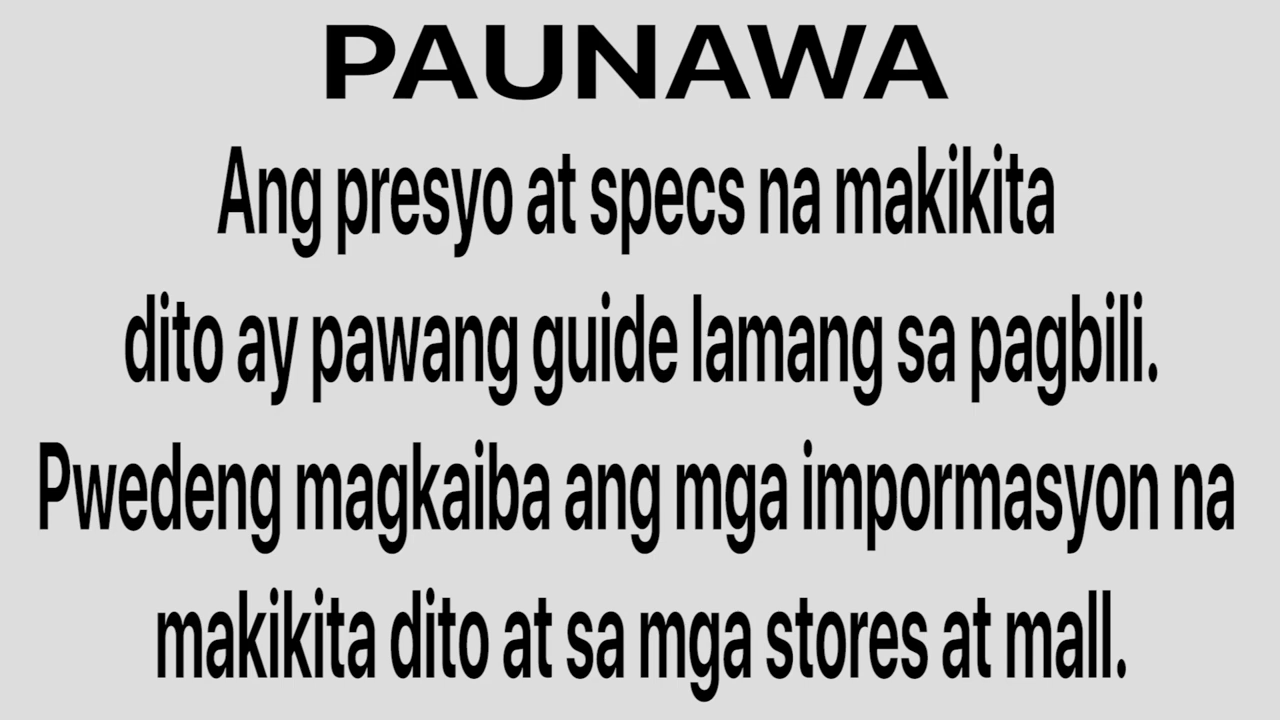 PAUNAWA
Ang presyo at specs na makikita
dito ay pawang guide lamang sa pagbili.
Pwedeng magkaiba ang mga impormasyon na
makikita dito at sa mga stores at mall.